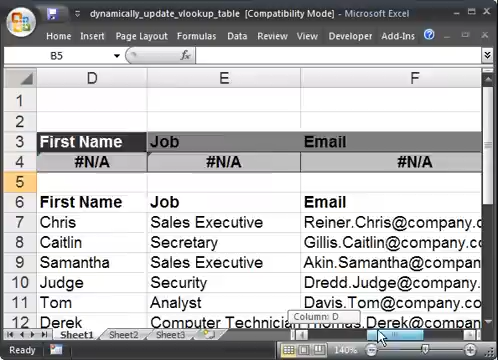 dynamically_update_vlookup_table [Compatibility Mode] - Microsoft Excel
Home Insert Page Layout Formulas Data Review View Developer Add-Ins
B5 fx
D E F
1
2
3 First Name Job Email
4 #N/A #N/A #N/A
5
6 First Name Job Email
7 Chris Sales Executive Reiner.Chris@company.c
8 Caitlin Secretary Gillis.Caitlin@company.co
9 Samantha Sales Executive Akin.Samantha@compa
10 Judge Security Dredd.Judge@company.
11 Tom Analyst Davis.Tom@company.co
12 Derek Computer Technician Thomas.Derek@compan
Column: D
Sheet1 Sheet2 Sheet3
Ready 140%